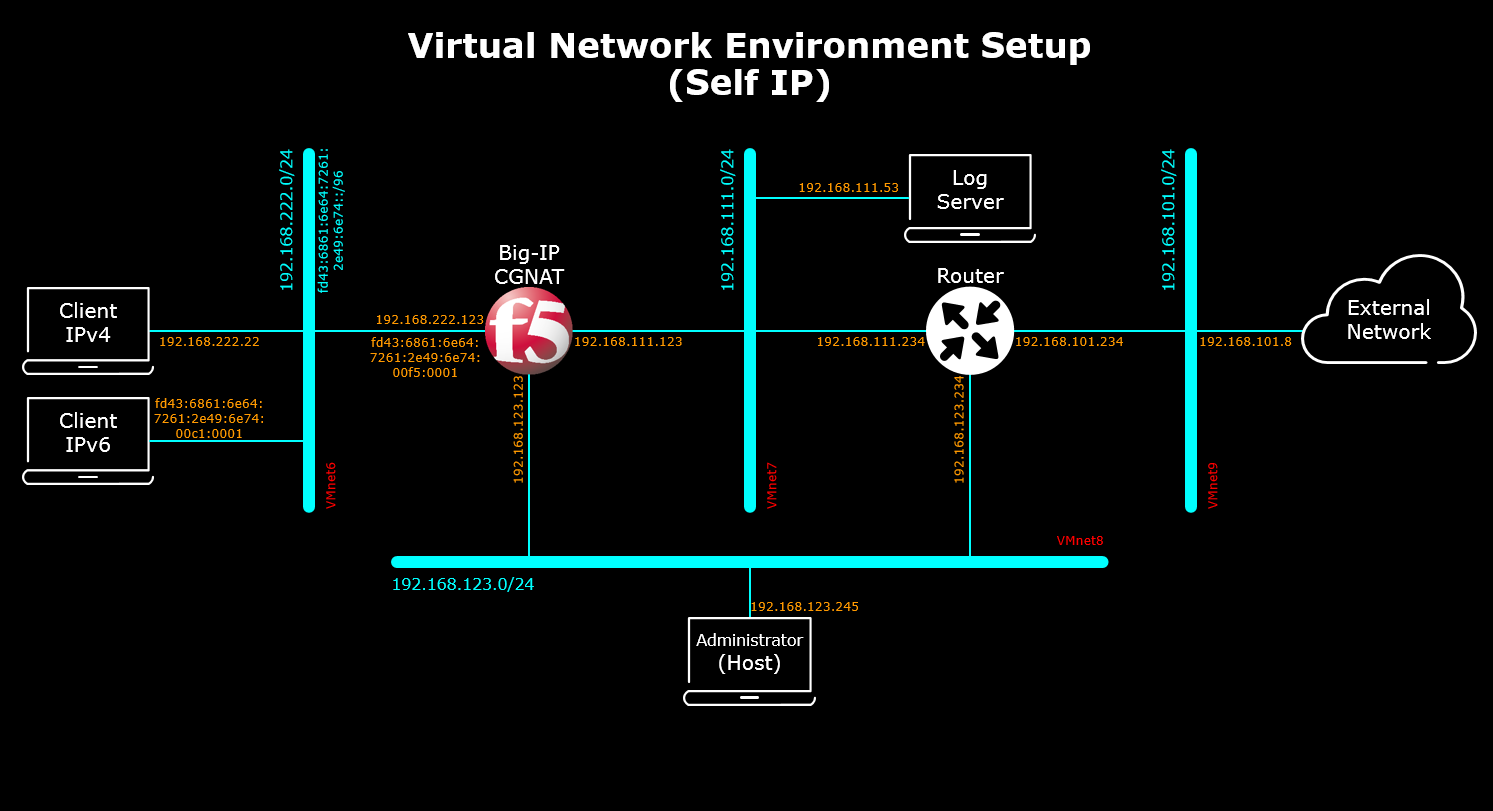 Virtual Network Environment Setup
(Self IP)
192.168.222.0/24
fd43:6861:6e64:7261:
2e49:6e74::/96
192.168.111.0/24
192.168.101.0/24
192.168.111.53
Log
Server
Big-IP
CGNAT
Router
Client
IPv4
192.168.222.22
192.168.222.123
fd43:6861:6e64:
7261:2e49:6e74:
00f5:0001
f5
192.168.111.123
192.168.111.234
192.168.101.234
192.168.101.8
External
Network
Client
IPv6
fd43:6861:6e64:
7261:2e49:6e74:
00c1:0001
192.168.123.123
192.168.123.234
VMnet6
VMnet7
VMnet9
VMnet8
192.168.123.0/24
192.168.123.245
Administrator
(Host)